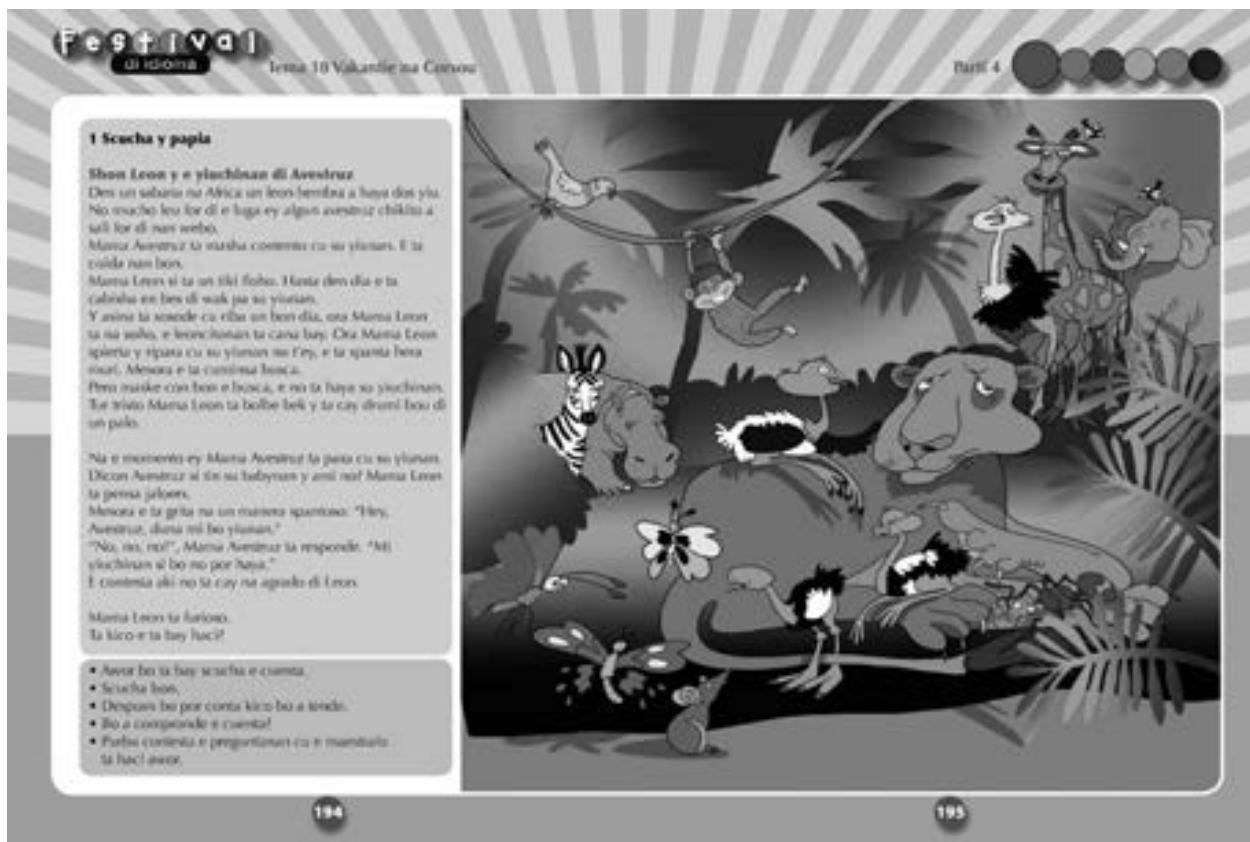 Festival
di idioma
Tema 18 Vakantie na Corsou
Parti 4
1 Scucha y papia
Shon Leon y e yiuchinan di Avestruz
Den un sabana na Africa un leon hembra a haya dos yiu.
No mucho leu for di e luga ey algun avestruz chikito a
sali for di nan webo.
Mama Avestruz ta masha contento cu su yiunan. E ta
cuida nan bon.
Mama Leon si ta un tiki floho. Hasta den dia e ta
cabisha en bes di wak pa su yiunan.
Y asina ta sosode cu riba un bon dia, ora Mama Leon
ta na soño, e leoncitonan ta cana bay. Ora Mama Leon
spierta y ripara cu su yiunan no t'ey, e ta spanta bera
muri. Mesora e ta cuminsa busca.
Pero maske con bon e busca, e no ta haya su yiuchinan.
Tur tristo Mama Leon ta bolbe bek y ta cay drumi bou di
un palo.
Na e momento ey Mama Avestruz ta pasa cu su yiunan.
Dicon Avestruz si tin su babynan y ami no? Mama Leon
ta pensa jaloers.
Mesora e ta grita na un manera spantoso: "Hey,
Avestruz, duna mi bo yiunan."
"No, no, no!", Mama Avestruz ta responde. "Mi
yiuchinan si bo no por haya."
E contesta aki no ta cay na agrado di Leon.
Mama Leon ta furioso.
Ta kico e ta bay haci?
• Awor bo ta bay scucha e cuenta.
• Scucha bon.
• Despues bo por conta kico bo a tende.
• Bo a comprende e cuenta?
• Purba contesta e preguntanan cu e
ta haci awor.
194
195